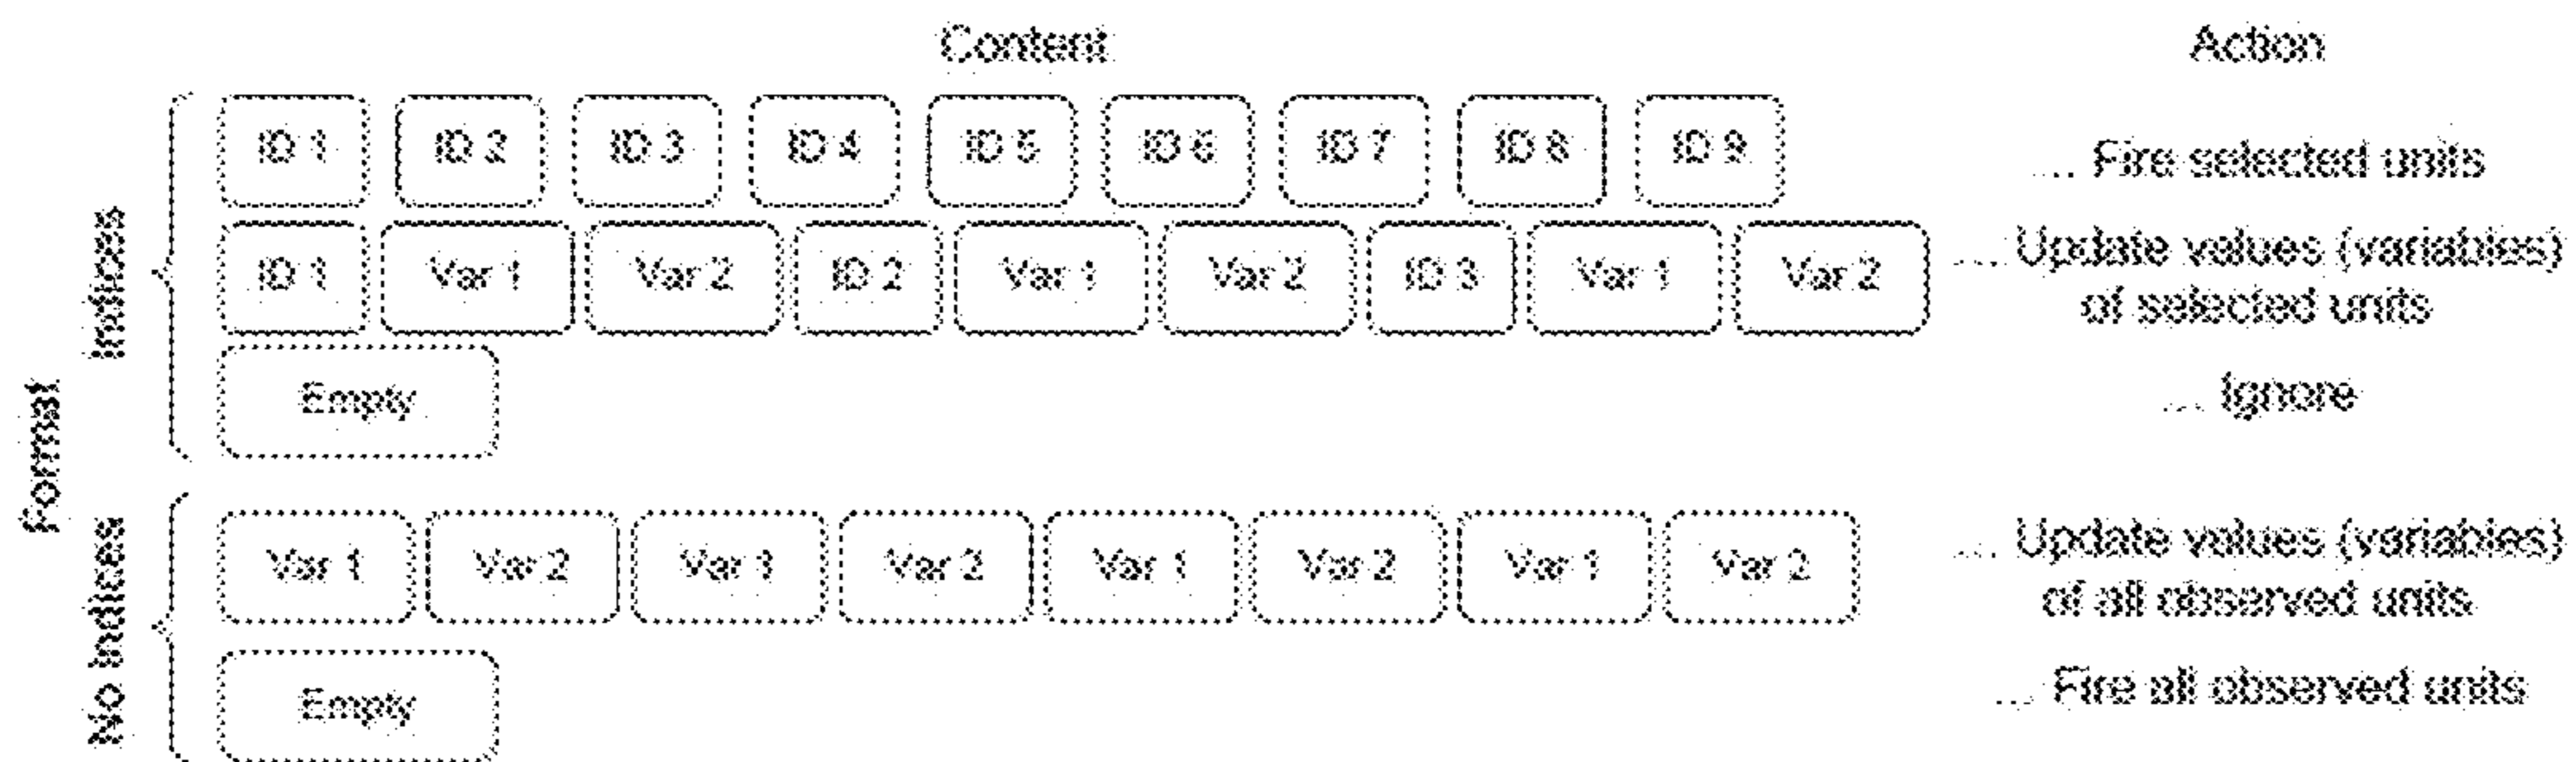 Content Action
ID 1 ID 2 ID 3 ID 4 ID 5 ID 6 ID 7 ID 8 ID 9 ... Fire selected units
ID 1 Var 1 Var 2 ID 2 Var 1 Var 2 ID 3 Var 1 Var 2 ... Update values (variables)
of selected units
Empty ... Ignore
Indices
Format
Var 1 Var 2 Var 1 Var 2 Var 1 Var 2 Var 1 Var 2 ... Update values (variables)
of all observed units
Empty ... Fire all observed units
No Indices